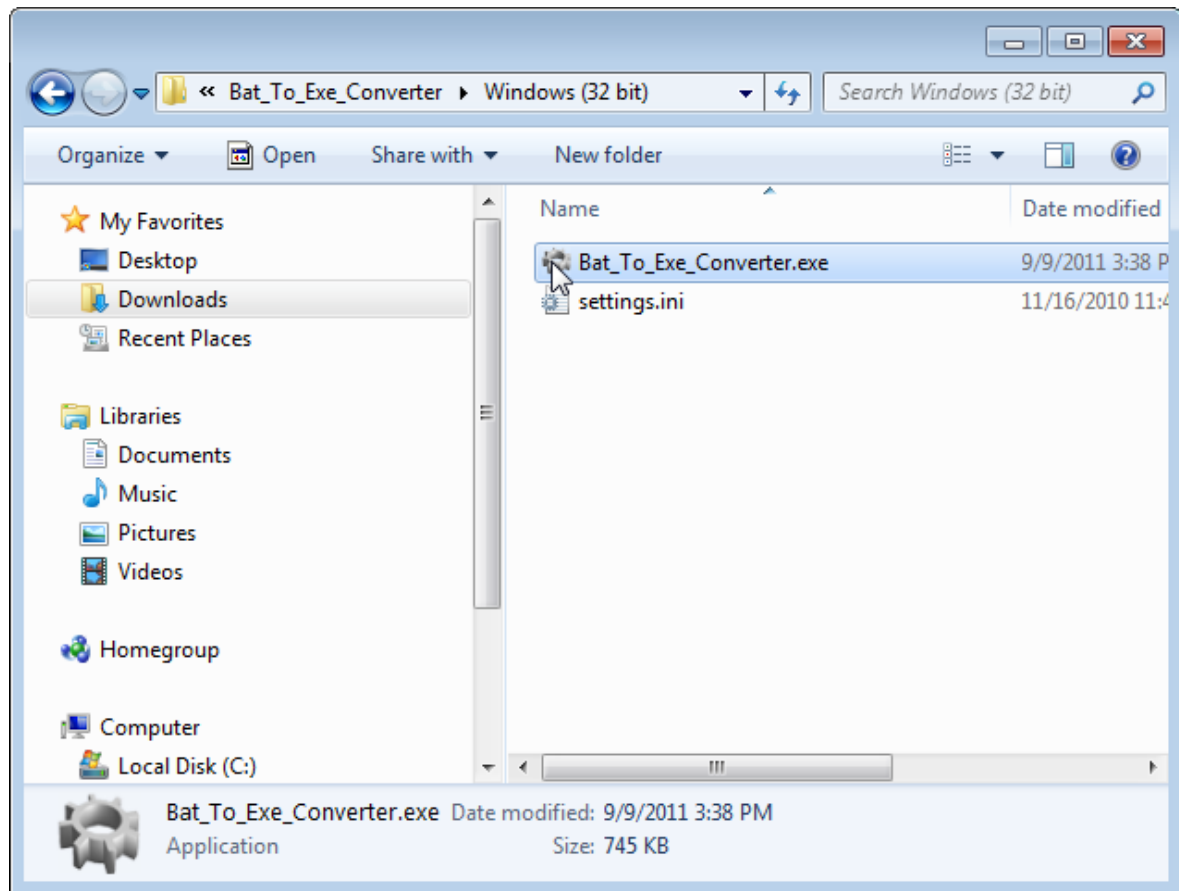 « Bat_To_Exe_Converter Windows (32 bit) Search Windows (32 bit)
Organize Open Share with New folder
My Favorites
Desktop
Downloads
Recent Places
Libraries
Documents
Music
Pictures
Videos
Homegroup
Computer
Local Disk (C:)
Name Date modified
Bat_To_Exe_Converter.exe 9/9/2011 3:38 P
settings.ini 11/16/2010 11:4
Bat_To_Exe_Converter.exe Date modified: 9/9/2011 3:38 PM
Application Size: 745 KB